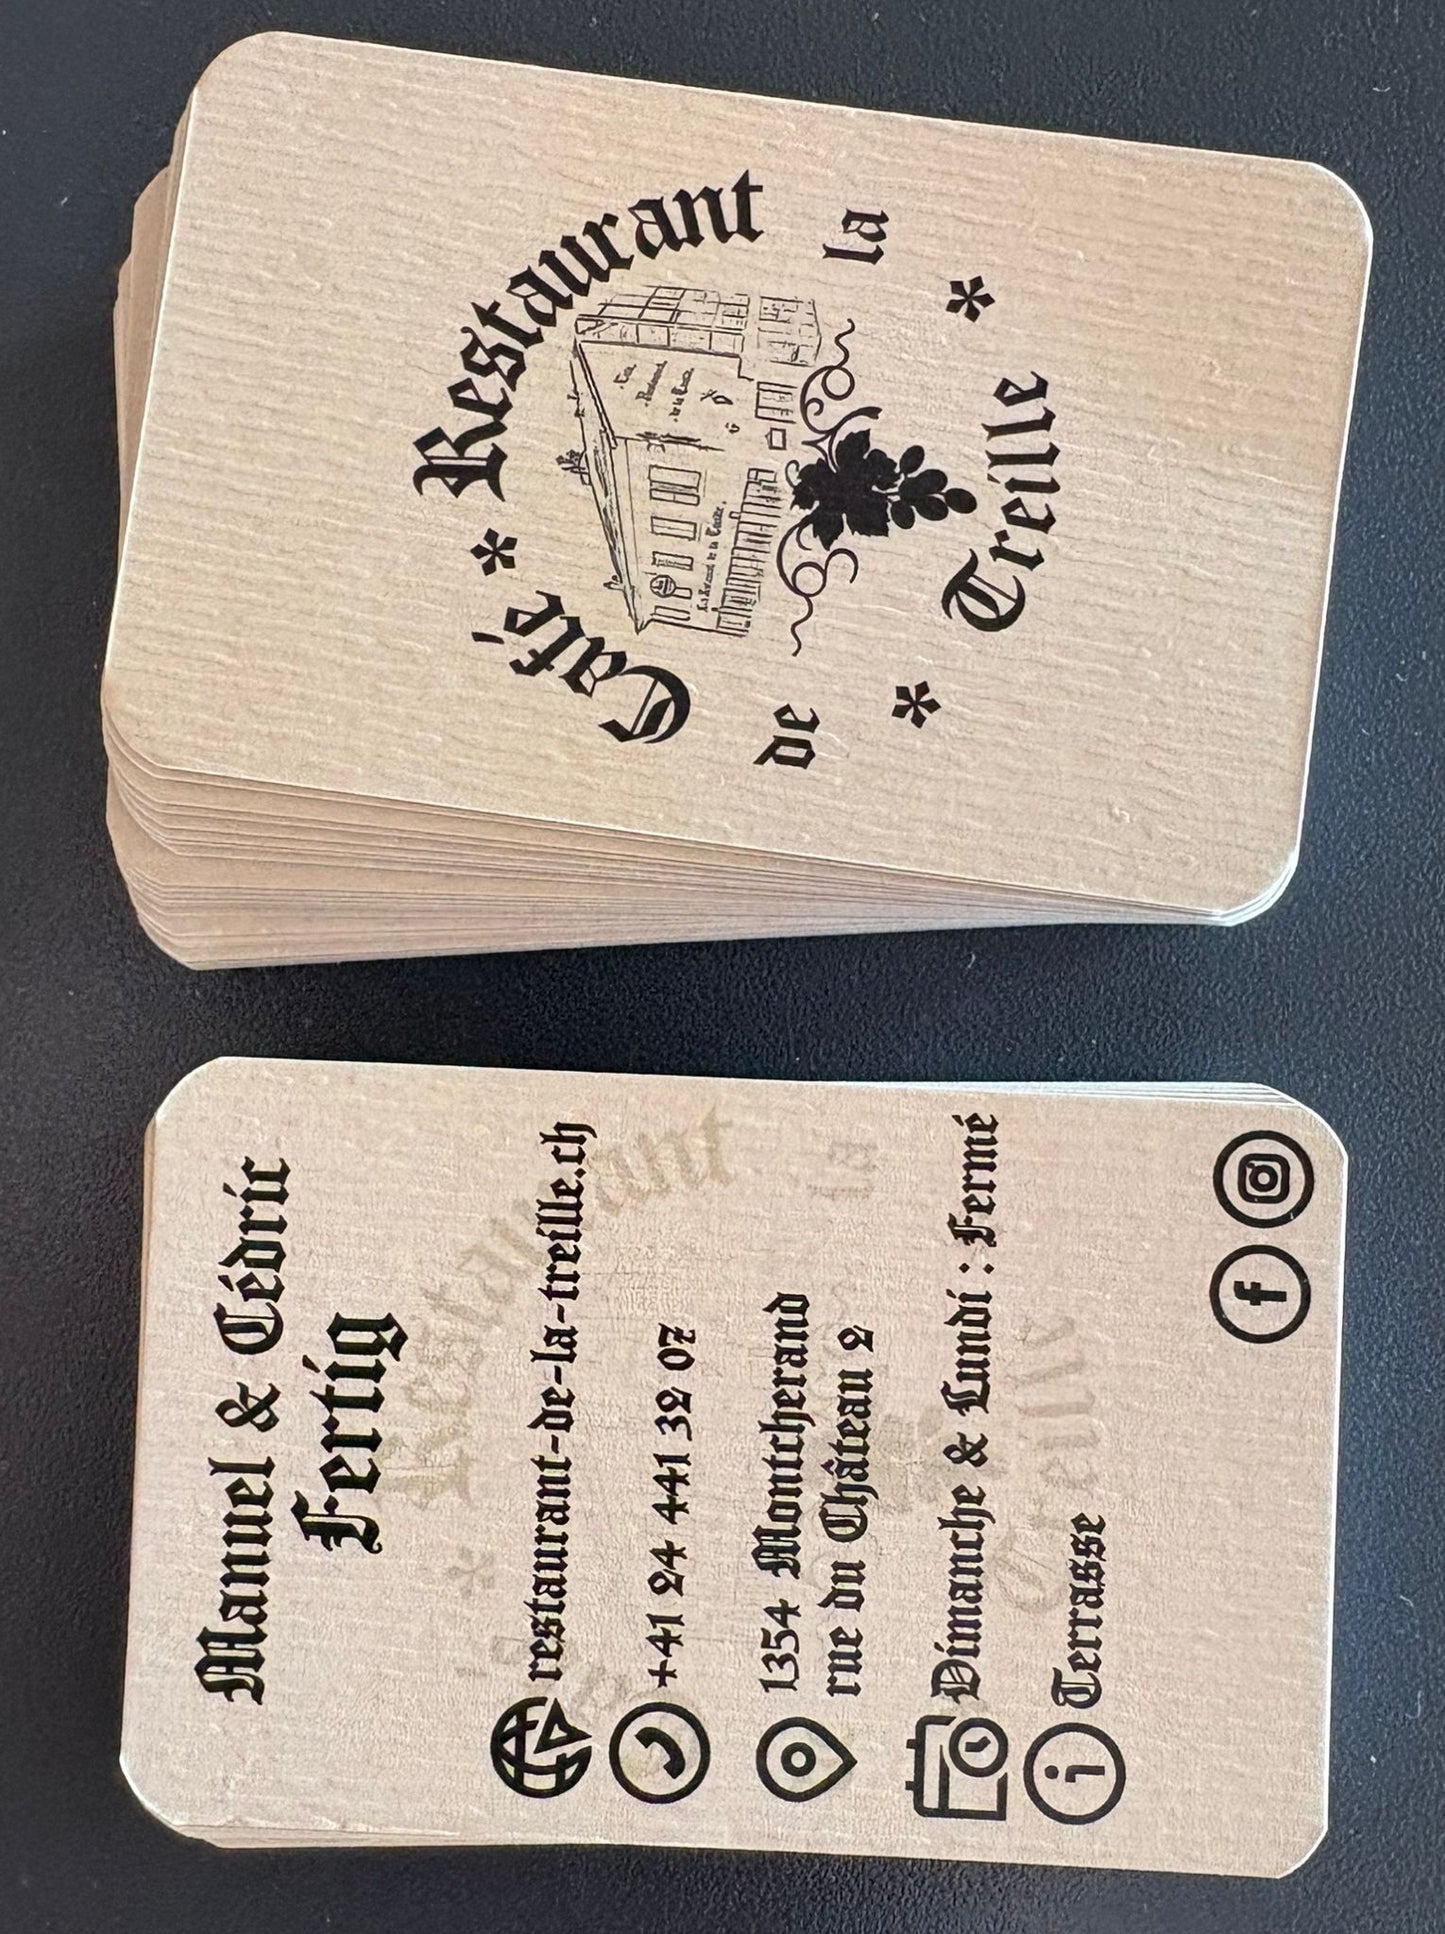 Café * Restaurant
de la
* Treille *
Manuel & Cédric
Fertig
restaurant-de-la-treille.ch
+41 24 441 32 07
1354 Montcherand
rue du Château 2
Dimanche & Lundi : Fermé
Terrasse